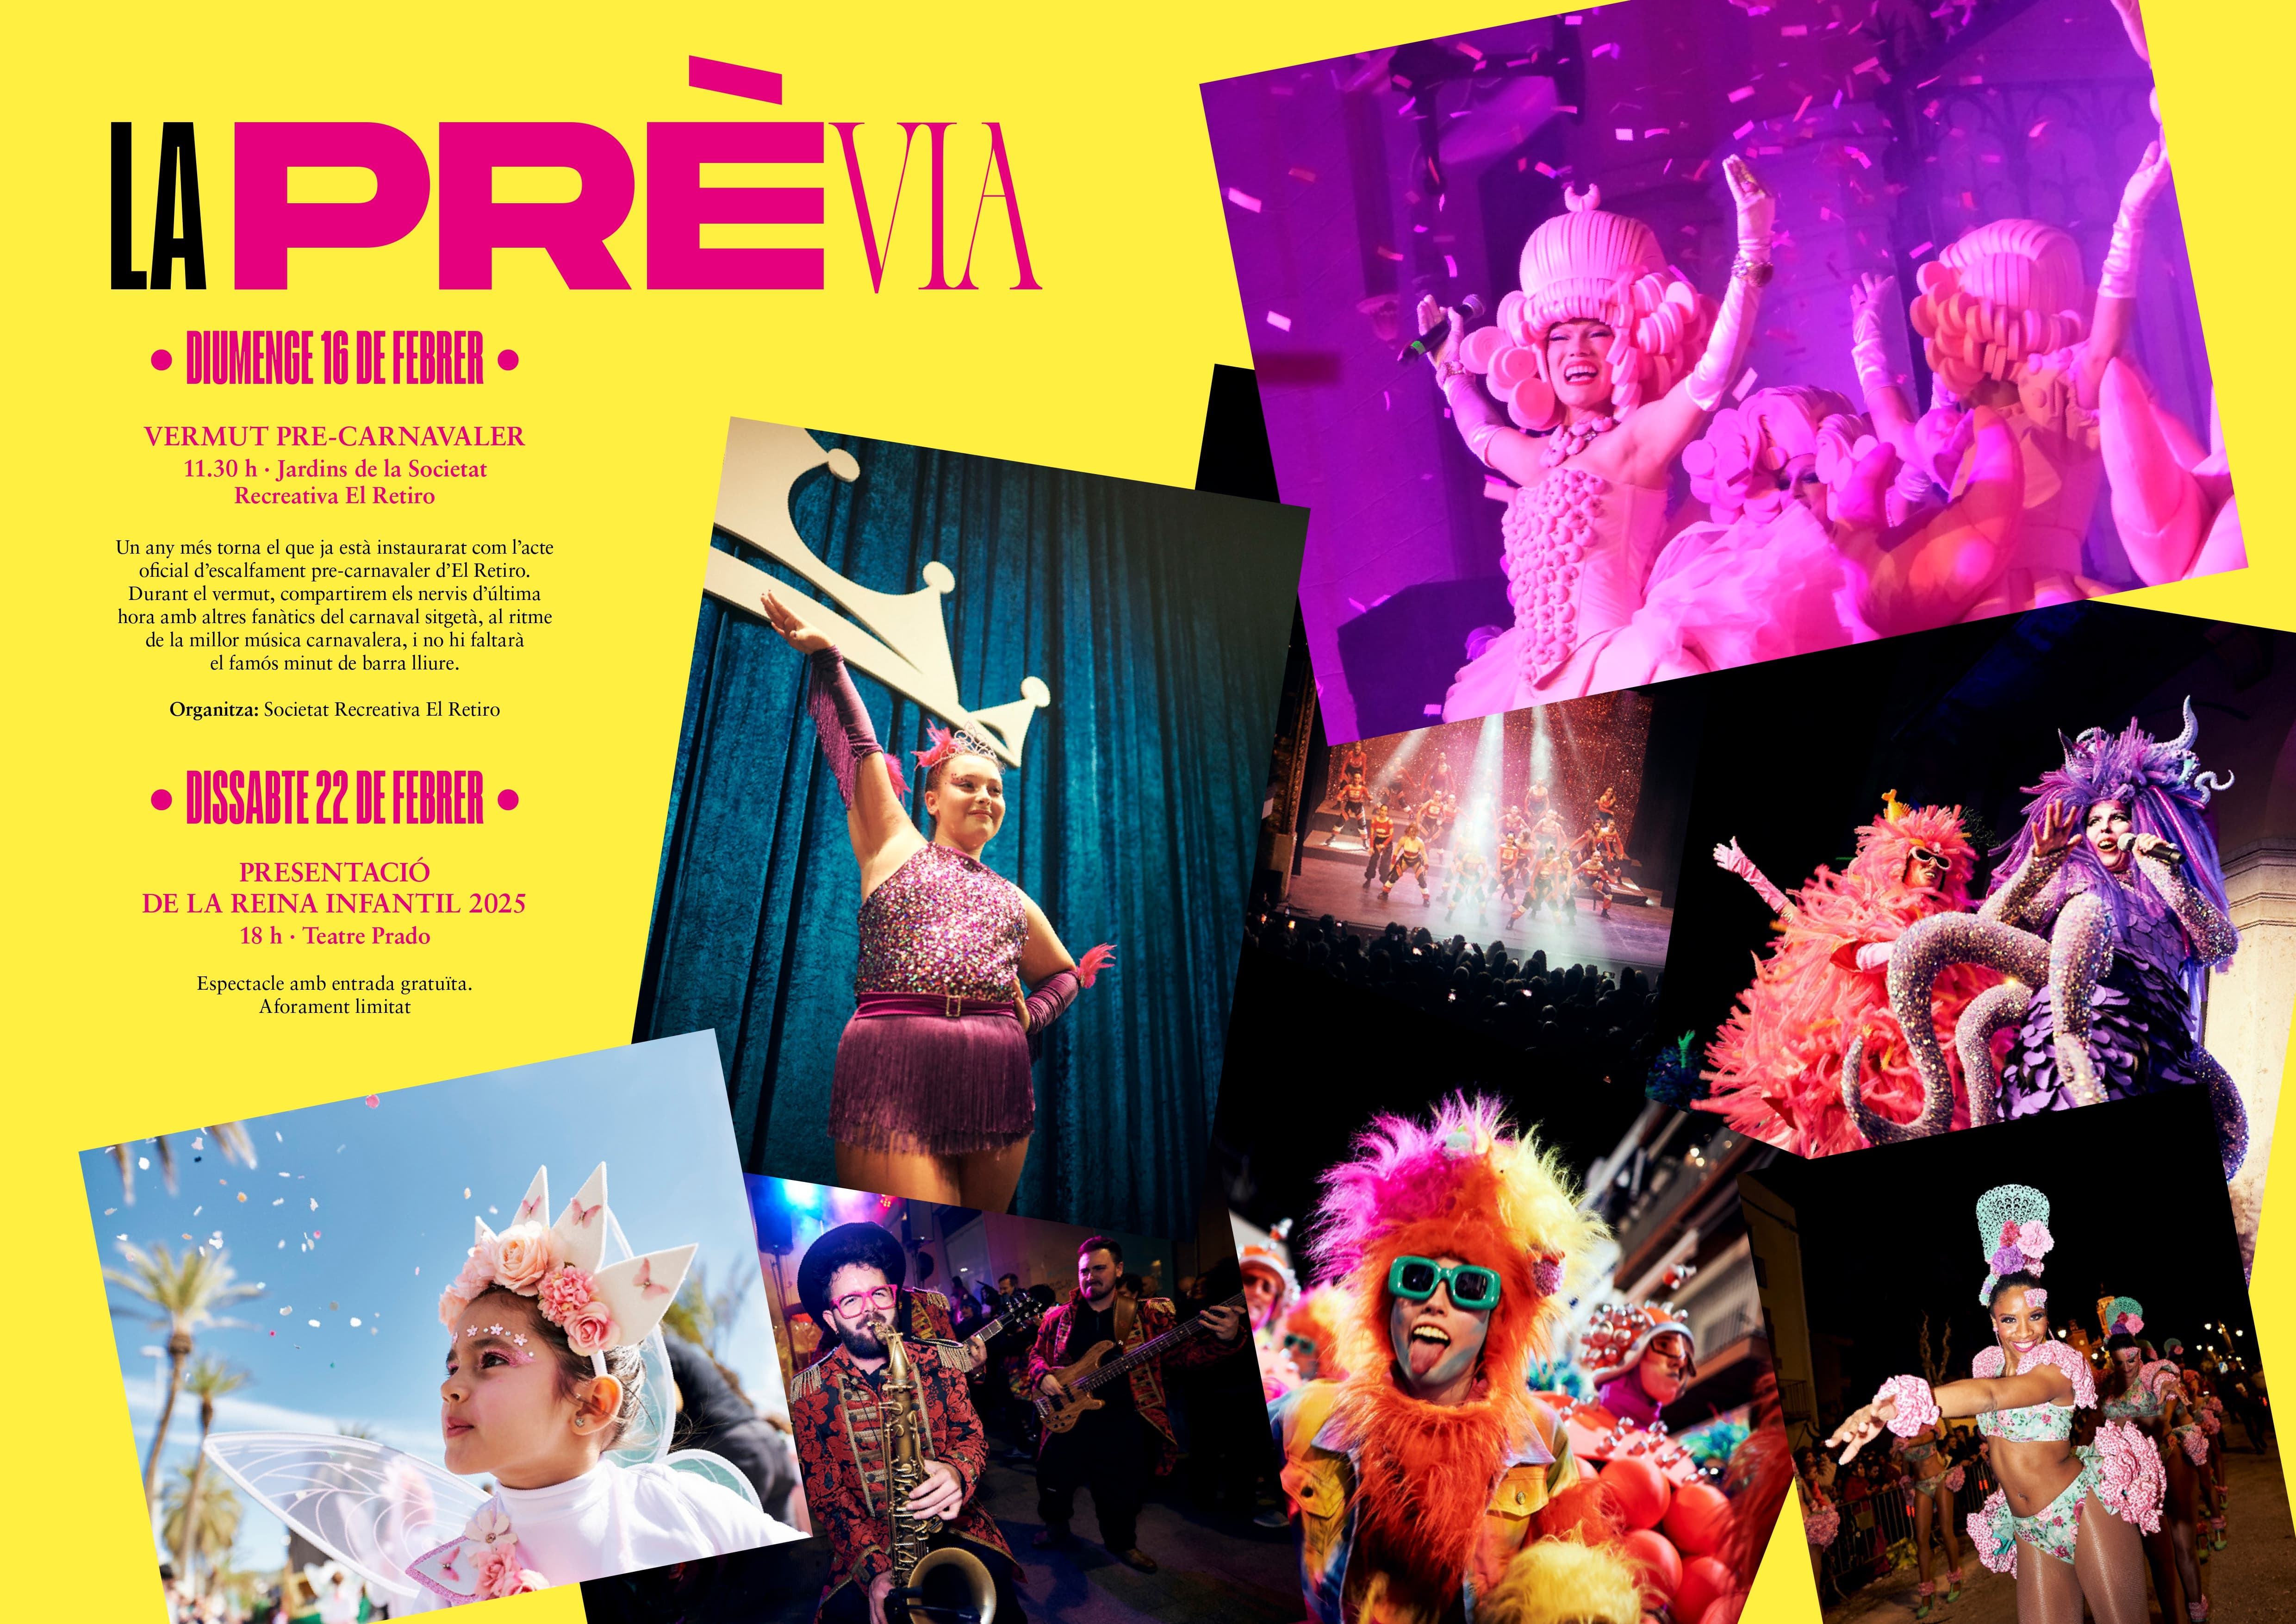 LA PRÈVIA
• DIUMENGE 16 DE FEBRER •
VERMUT PRE-CARNAVALER
11.30 h · Jardins de la Societat
Recreativa El Retiro
Un any més torna el que ja està instaurarat com l’acte
oficial d’escalfament pre-carnavaler d’El Retiro.
Durant el vermut, compartirem els nervis d’última
hora amb altres fanàtics del carnaval sitgetà, al ritme
de la millor música carnavalera, i no hi faltarà
el famós minut de barra lliure.
Organitza: Societat Recreativa El Retiro
• DISSABTE 22 DE FEBRER •
PRESENTACIÓ
DE LA REINA INFANTIL 2025
18 h · Teatre Prado
Espectacle amb entrada gratuïta.
Aforament limitat